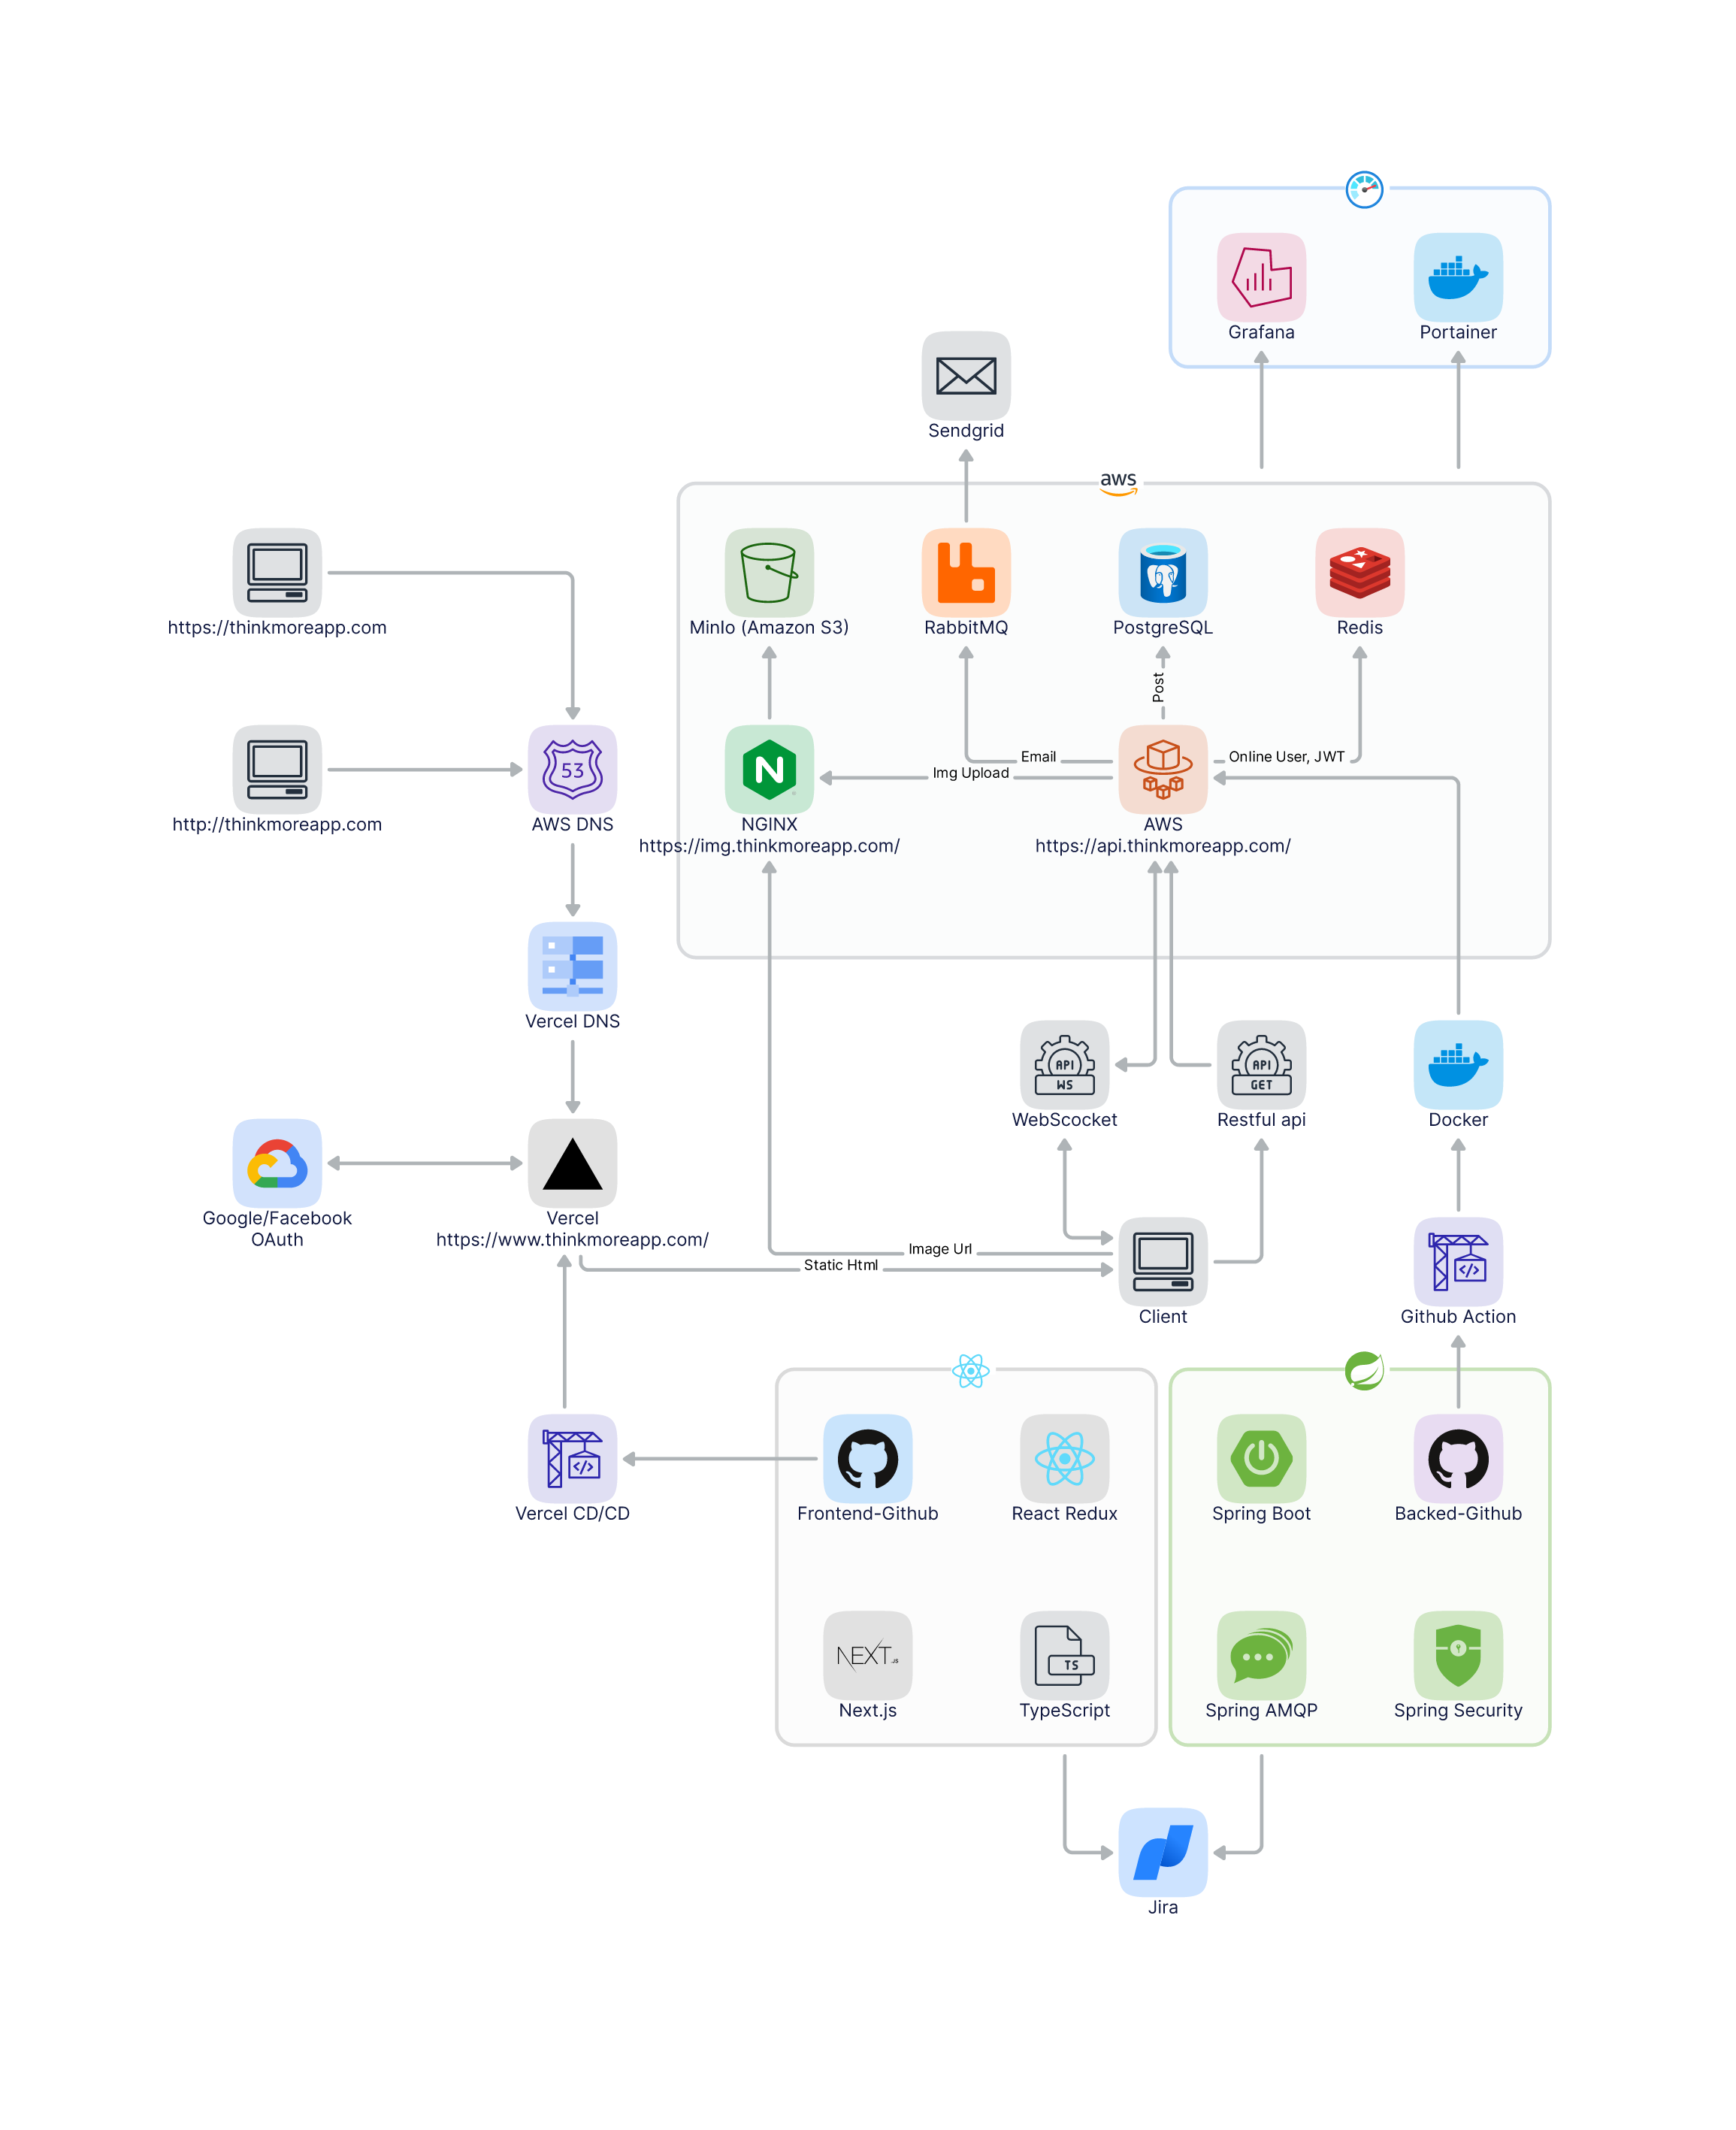 Grafana
Portainer
Sendgrid
aws
https://thinkmoreapp.com
MinIo (Amazon S3)
RabbitMQ
PostgreSQL
Redis
Post
http://thinkmoreapp.com
53
AWS DNS
NGINX
https://img.thinkmoreapp.com/
Email
Img Upload
AWS
https://api.thinkmoreapp.com/
Online User, JWT
Vercel DNS
API
WS
WebScocket
API
GET
Restful api
Docker
Google/Facebook
OAuth
Vercel
https://www.thinkmoreapp.com/
Image Url
Static Html
Client
Github Action
Vercel CD/CD
Frontend-Github
React Redux
Spring Boot
Backed-Github
NEXT.JS
Next.js
TS
TypeScript
Spring AMQP
Spring Security
Jira